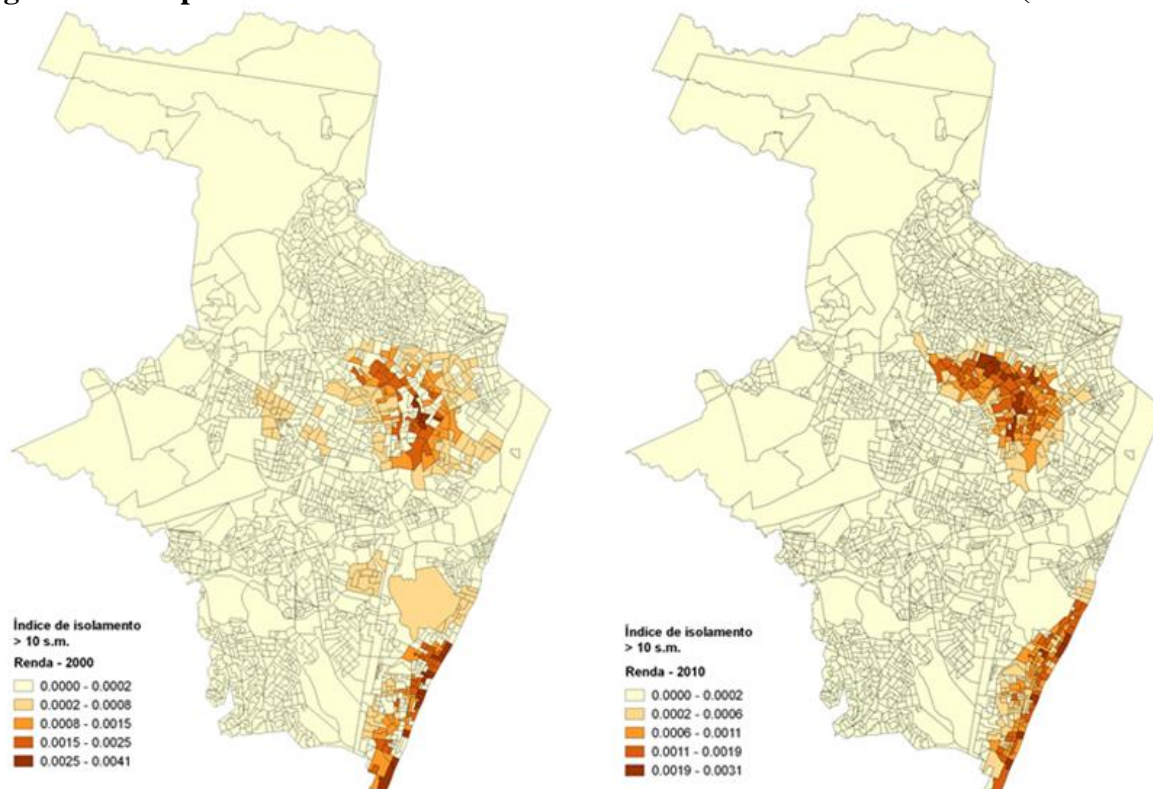 Índice de isolamento
> 10 s.m.
Renda - 2000
0.0000 - 0.0002
0.0002 - 0.0008
0.0008 - 0.0015
0.0015 - 0.0025
0.0025 - 0.0041
Índice de isolamento
> 10 s.m.
Renda - 2010
0.0000 - 0.0002
0.0002 - 0.0006
0.0006 - 0.0011
0.0011 - 0.0019
0.0019 - 0.0031